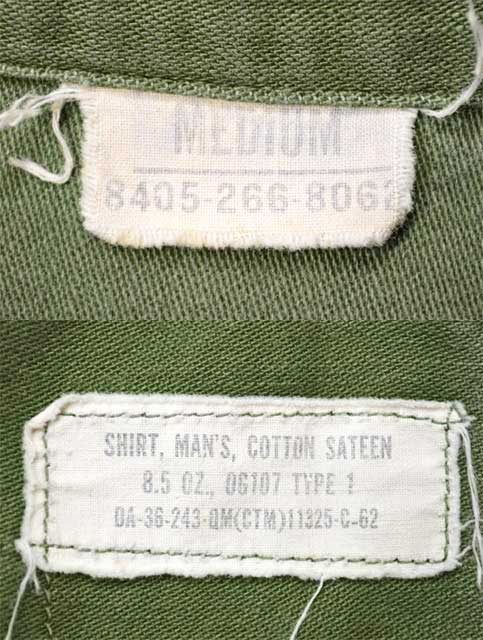 MEDIUM
8405-266-8062
SHIRT, MAN'S, COTTON SATEEN
8.5 OZ., OG107 TYPE 1
DA-36-243-QM(CTM)11325-C-62